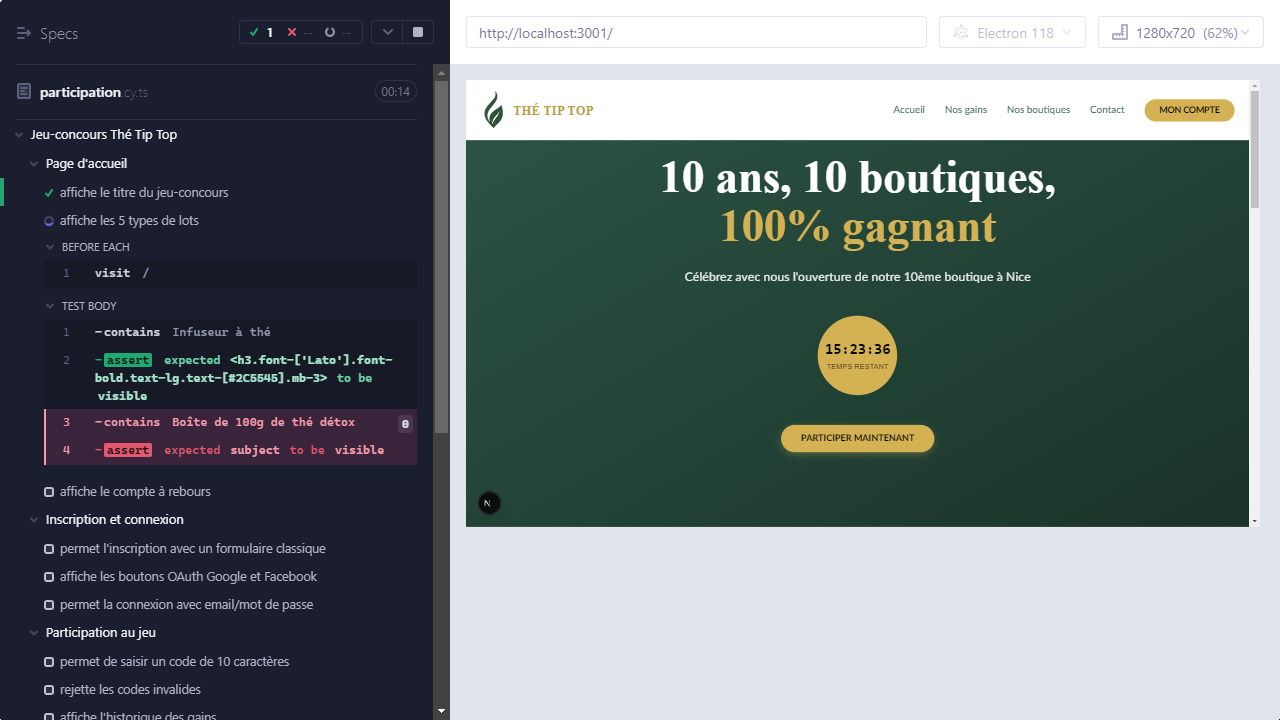 Specs
1
--
--
participation.cy.ts
00:14
Jeu-concours Thé Tip Top
Page d'accueil
affiche le titre du jeu-concours
affiche les 5 types de lots
BEFORE EACH
1 visit /
TEST BODY
1 -contains Infuseur à thé
2 -assert expected <h3.font-['Lato'].font-
bold.text-lg.text-[#2C5545].mb-3> to be
visible
3 -contains Boîte de 100g de thé détox 0
4 -assert expected subject to be visible
affiche le compte à rebours
Inscription et connexion
permet l'inscription avec un formulaire classique
affiche les boutons OAuth Google et Facebook
permet la connexion avec email/mot de passe
Participation au jeu
permet de saisir un code de 10 caractères
rejette les codes invalides
affiche l'historique des gains
http://localhost:3001/
Electron 118
1280x720 (62%)
THÉ TIP TOP
Accueil
Nos gains
Nos boutiques
Contact
MON COMPTE
10 ans, 10 boutiques,
100% gagnant
Célébrez avec nous l'ouverture de notre 10ème boutique à Nice
15:23:36
TEMPS RESTANT
PARTICIPER MAINTENANT
N